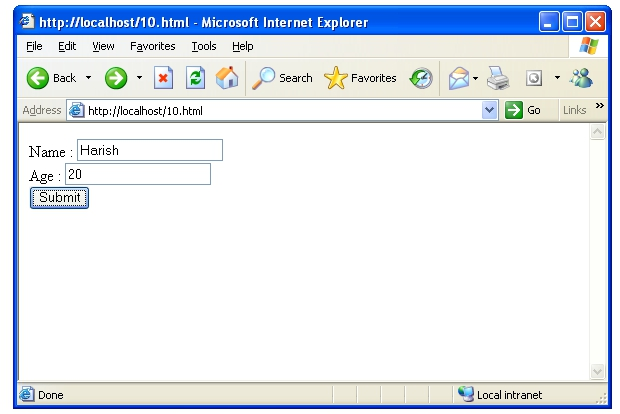 http://localhost/10.html - Microsoft Internet Explorer
File Edit View Favorites Tools Help
Back Search Favorites
Address http://localhost/10.html Go Links »
Name : Harish
Age : 20
Submit
Done Local intranet